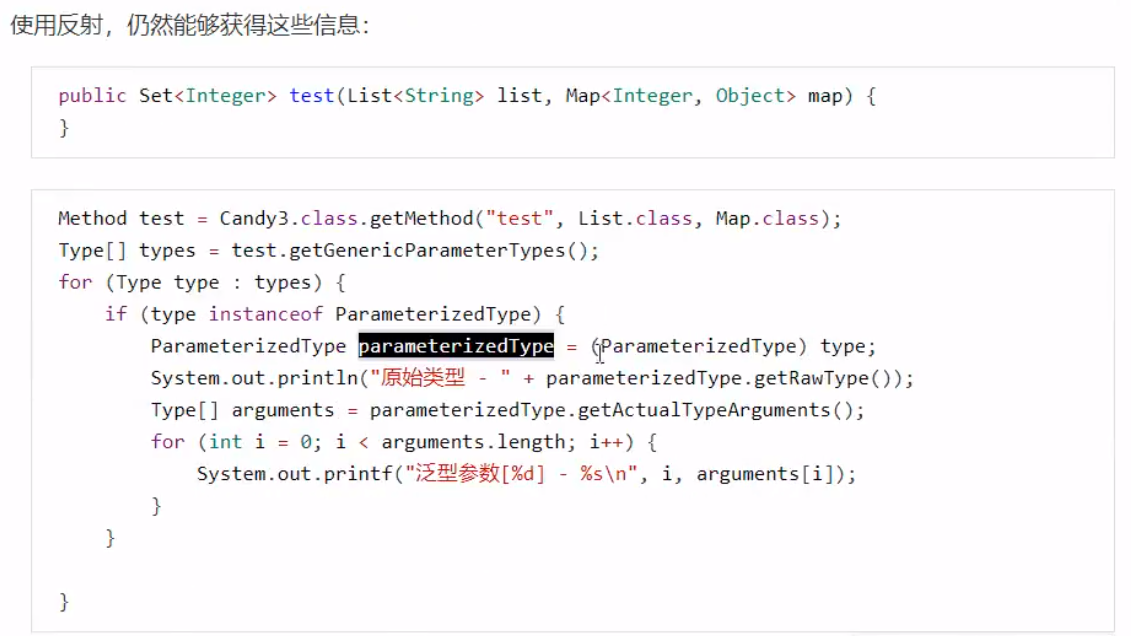 使用反射，仍然能够获得这些信息：
public Set<Integer> test(List<String> list, Map<Integer, Object> map) {
}
Method test = Candy3.class.getMethod("test", List.class, Map.class);
Type[] types = test.getGenericParameterTypes();
for (Type type : types) {
    if (type instanceof ParameterizedType) {
        ParameterizedType parameterizedType = (ParameterizedType) type;
        System.out.println("原始类型 - " + parameterizedType.getRawType());
        Type[] arguments = parameterizedType.getActualTypeArguments();
        for (int i = 0; i < arguments.length; i++) {
            System.out.printf("泛型参数[%d] - %s\n", i, arguments[i]);
        }
    }
}